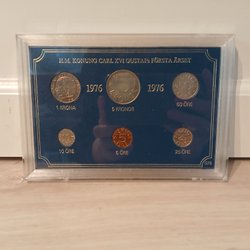 H.M. KONUNG CARL XVI GUSTAFS FÖRSTA ÅRSET
1976 1976
1 KRONA 5 KRONOR 50 ÖRE
10 ÖRE 5 ÖRE 25 ÖRE